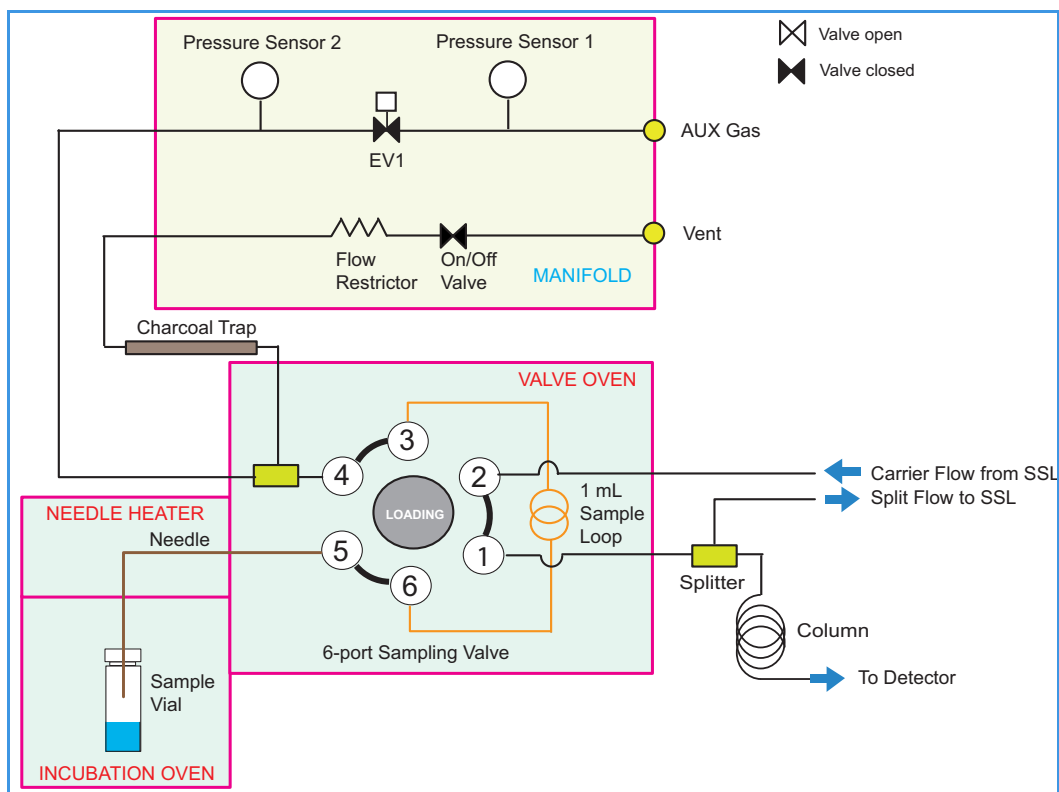 Pressure Sensor 2
Pressure Sensor 1
Valve open
Valve closed
AUX Gas
EV1
Vent
Flow
Restrictor
On/Off
Valve
MANIFOLD
Charcoal Trap
VALVE OVEN
3
4
2
Carrier Flow from SSL
Split Flow to SSL
LOADING
1 mL
Sample
Loop
NEEDLE HEATER
Needle
5
1
6
Splitter
Column
6-port Sampling Valve
To Detector
Sample
Vial
INCUBATION OVEN